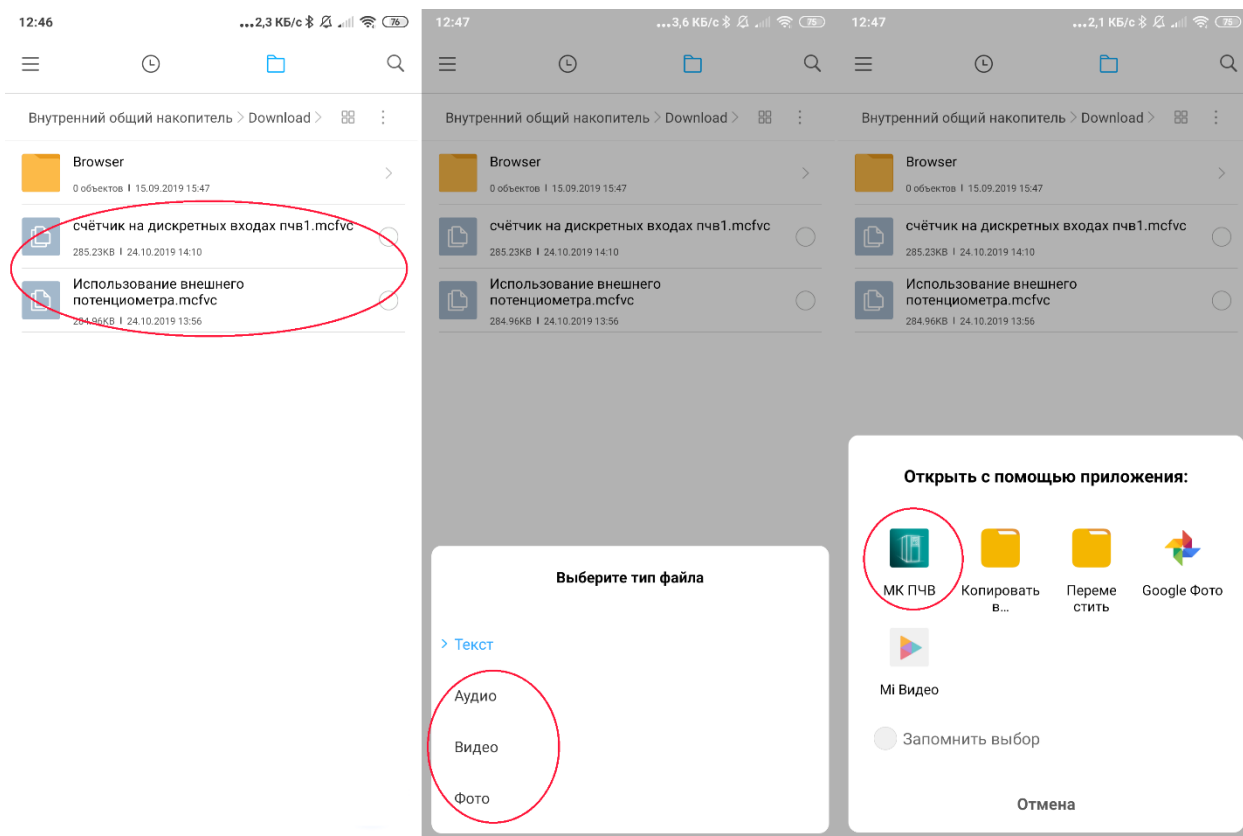 12:46
...2,3 КБ/с 76
Внутренний общий накопитель > Download >
Browser
0 объектов | 15.09.2019 15:47
счётчик на дискретных входах пчв1.mcfvc
285.23KB | 24.10.2019 14:10
Использование внешнего
потенциометра.mcfvc
284.96KB | 24.10.2019 13:56
12:47
...3,6 КБ/с 75
Внутренний общий накопитель > Download >
Browser
0 объектов | 15.09.2019 15:47
счётчик на дискретных входах пчв1.mcfvc
285.23KB | 24.10.2019 14:10
Использование внешнего
потенциометра.mcfvc
284.96KB | 24.10.2019 13:56
Выберите тип файла
> Текст
Аудио
Видео
Фото
12:47
...2,1 КБ/с 75
Внутренний общий накопитель > Download >
Browser
0 объектов | 15.09.2019 15:47
счётчик на дискретных входах пчв1.mcfvc
285.23KB | 24.10.2019 14:10
Использование внешнего
потенциометра.mcfvc
284.96KB | 24.10.2019 13:56
Открыть с помощью приложения:
МК ПЧВ
Копировать
в...
Переме
стить
Google Фото
Mi Видео
Запомнить выбор
Отмена